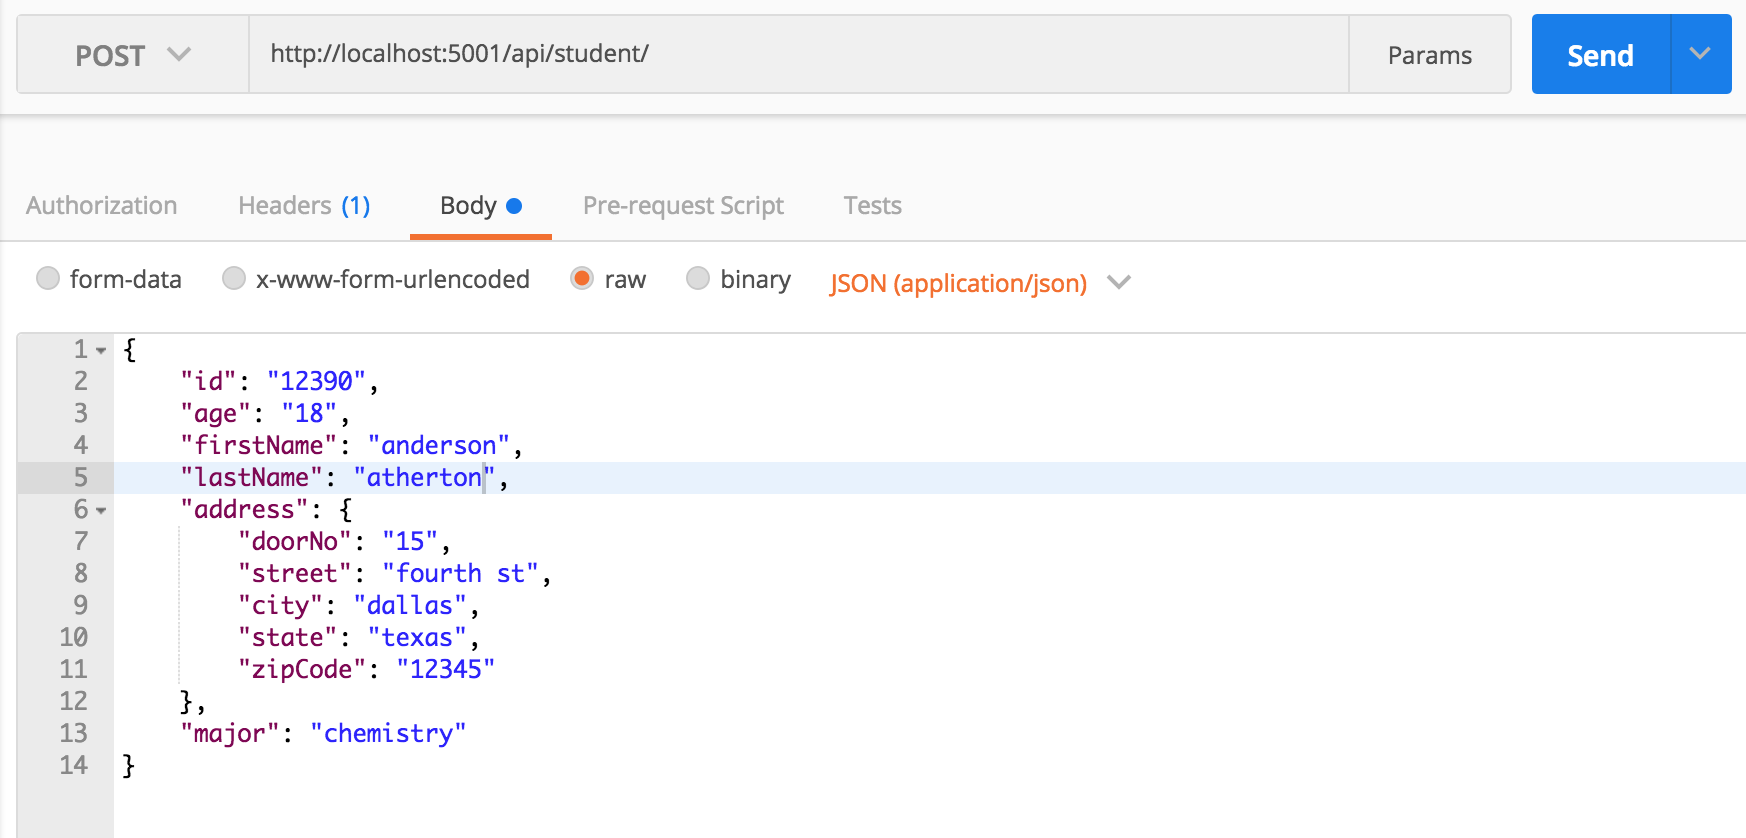 POST http://localhost:5001/api/student/ Params Send
Authorization Headers (1) Body Pre-request Script Tests
form-data x-www-form-urlencoded raw binary JSON (application/json)
1 {
2 "id": "12390",
3 "age": "18",
4 "firstName": "anderson",
5 "lastName": "atherton",
6 "address": {
7 "doorNo": "15",
8 "street": "fourth st",
9 "city": "dallas",
10 "state": "texas",
11 "zipCode": "12345"
12 },
13 "major": "chemistry"
14 }